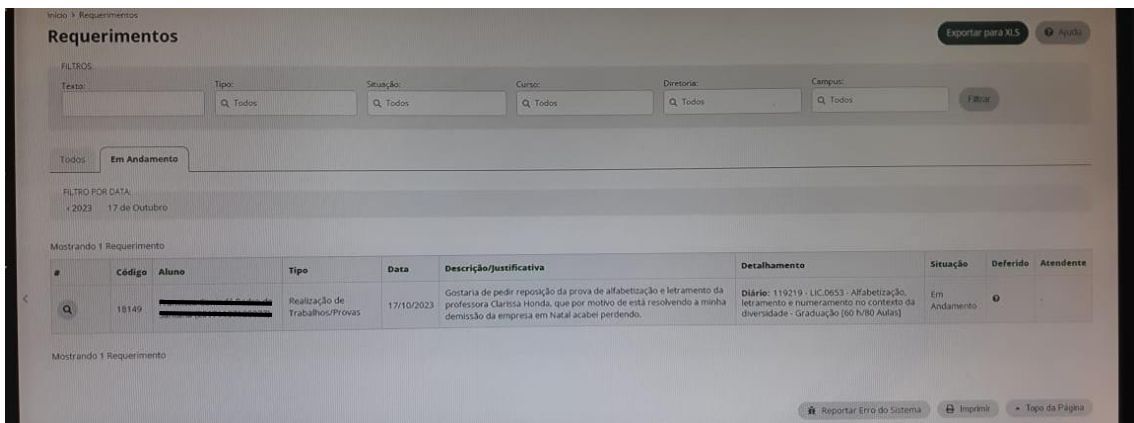 Início > Requerimentos
Requerimentos
Exportar para XLS
Ajuda
FILTROS:
Texto:
Tipo:
Situação:
Curso:
Diretoria:
Campus:
Todos
Todos
Todos
Todos
Todos
Filtrar
Todos
Em Andamento
FILTRO POR DATA:
‹ 2023 17 de Outubro
Mostrando 1 Requerimento
# Código Aluno Tipo Data Descrição/Justificativa Detalhamento Situação Deferido Atendente
18149
Realização de
Trabalhos/Provas
17/10/2023
Gostaria de pedir reposição da prova de alfabetização e letramento da
professora Clarissa Honda, que por motivo de está resolvendo a minha
demissão da empresa em Natal acabei perdendo.
Diário: 119219 - LIC.0653 - Alfabetização,
letramento e numeramento no contexto da
diversidade - Graduação [60 h/80 Aulas]
Em
Andamento
-
Mostrando 1 Requerimento
Reportar Erro do Sistema
Imprimir
Topo da Página